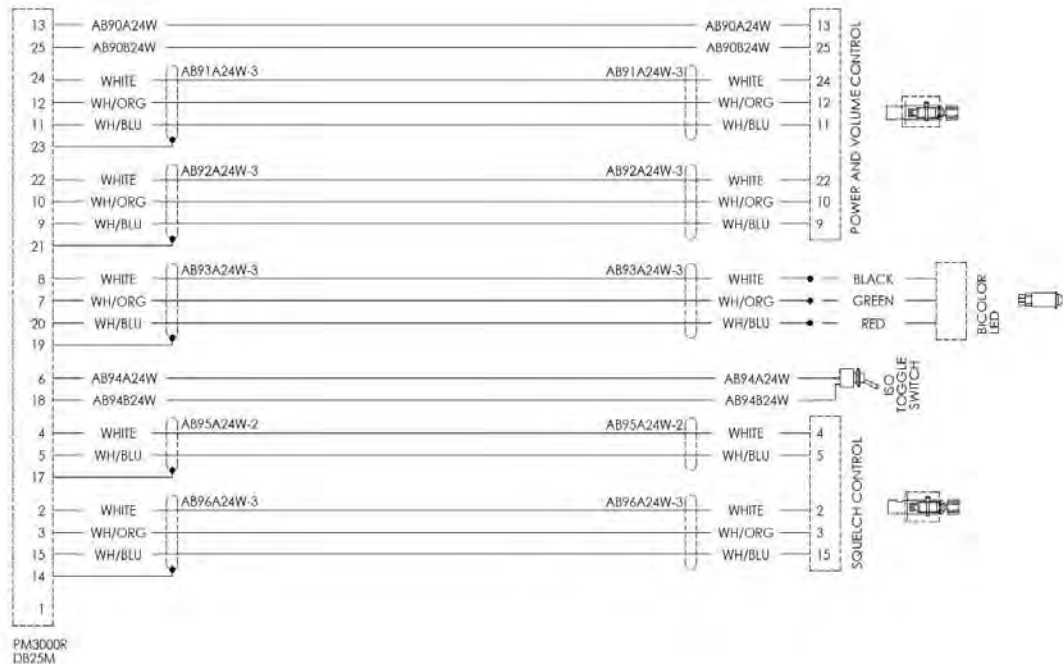 13 AB90A24W AB90A24W 13
25 AB90B24W AB90B24W 25
AB91A24W-3 AB91A24W-3
24 WHITE WHITE 24
12 WH/ORG WH/ORG 12
11 WH/BLU WH/BLU 11
23
POWER AND VOLUME CONTROL
AB92A24W-3 AB92A24W-3
22 WHITE WHITE 22
10 WH/ORG WH/ORG 10
9 WH/BLU WH/BLU 9
21
AB93A24W-3 AB93A24W-3
8 WHITE WHITE BLACK
7 WH/ORG WH/ORG GREEN
20 WH/BLU WH/BLU RED
19
BICOLOR
LED
6 AB94A24W AB94A24W
18 AB94B24W AB94B24W
ISO
TOGGLE
SWITCH
AB95A24W-2 AB95A24W-2
4 WHITE WHITE 4
5 WH/BLU WH/BLU 5
17
SQUELCH CONTROL
AB96A24W-3 AB96A24W-3
2 WHITE WHITE 2
3 WH/ORG WH/ORG 3
15 WH/BLU WH/BLU 15
14
1
PM3000R
DB25M